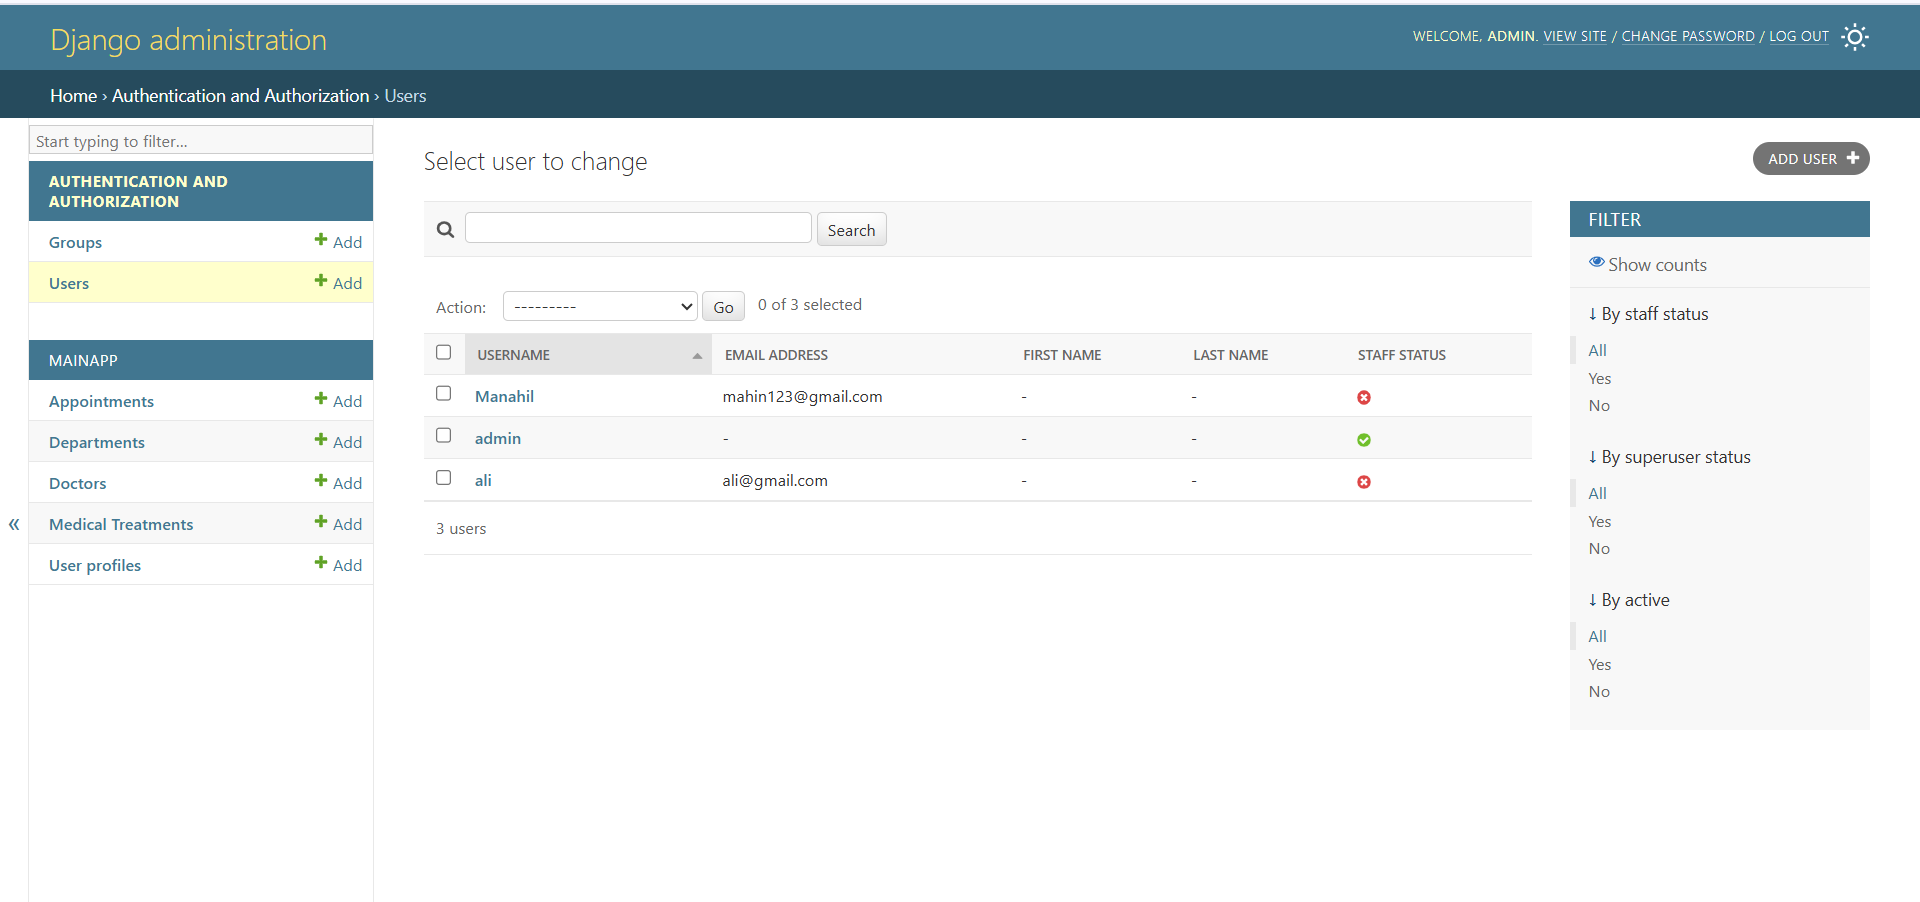 Django administration
WELCOME, ADMIN. VIEW SITE / CHANGE PASSWORD / LOG OUT
Home › Authentication and Authorization › Users
Start typing to filter...
AUTHENTICATION AND
AUTHORIZATION
Groups + Add
Users + Add
MAINAPP
Appointments + Add
Departments + Add
Doctors + Add
Medical Treatments + Add
User profiles + Add
«
Select user to change
ADD USER +
Search
Action: --------- Go 0 of 3 selected
USERNAME EMAIL ADDRESS FIRST NAME LAST NAME STAFF STATUS
Manahil mahin123@gmail.com - -
admin - - -
ali ali@gmail.com - -
3 users
FILTER
Show counts
↓ By staff status
All
Yes
No
↓ By superuser status
All
Yes
No
↓ By active
All
Yes
No